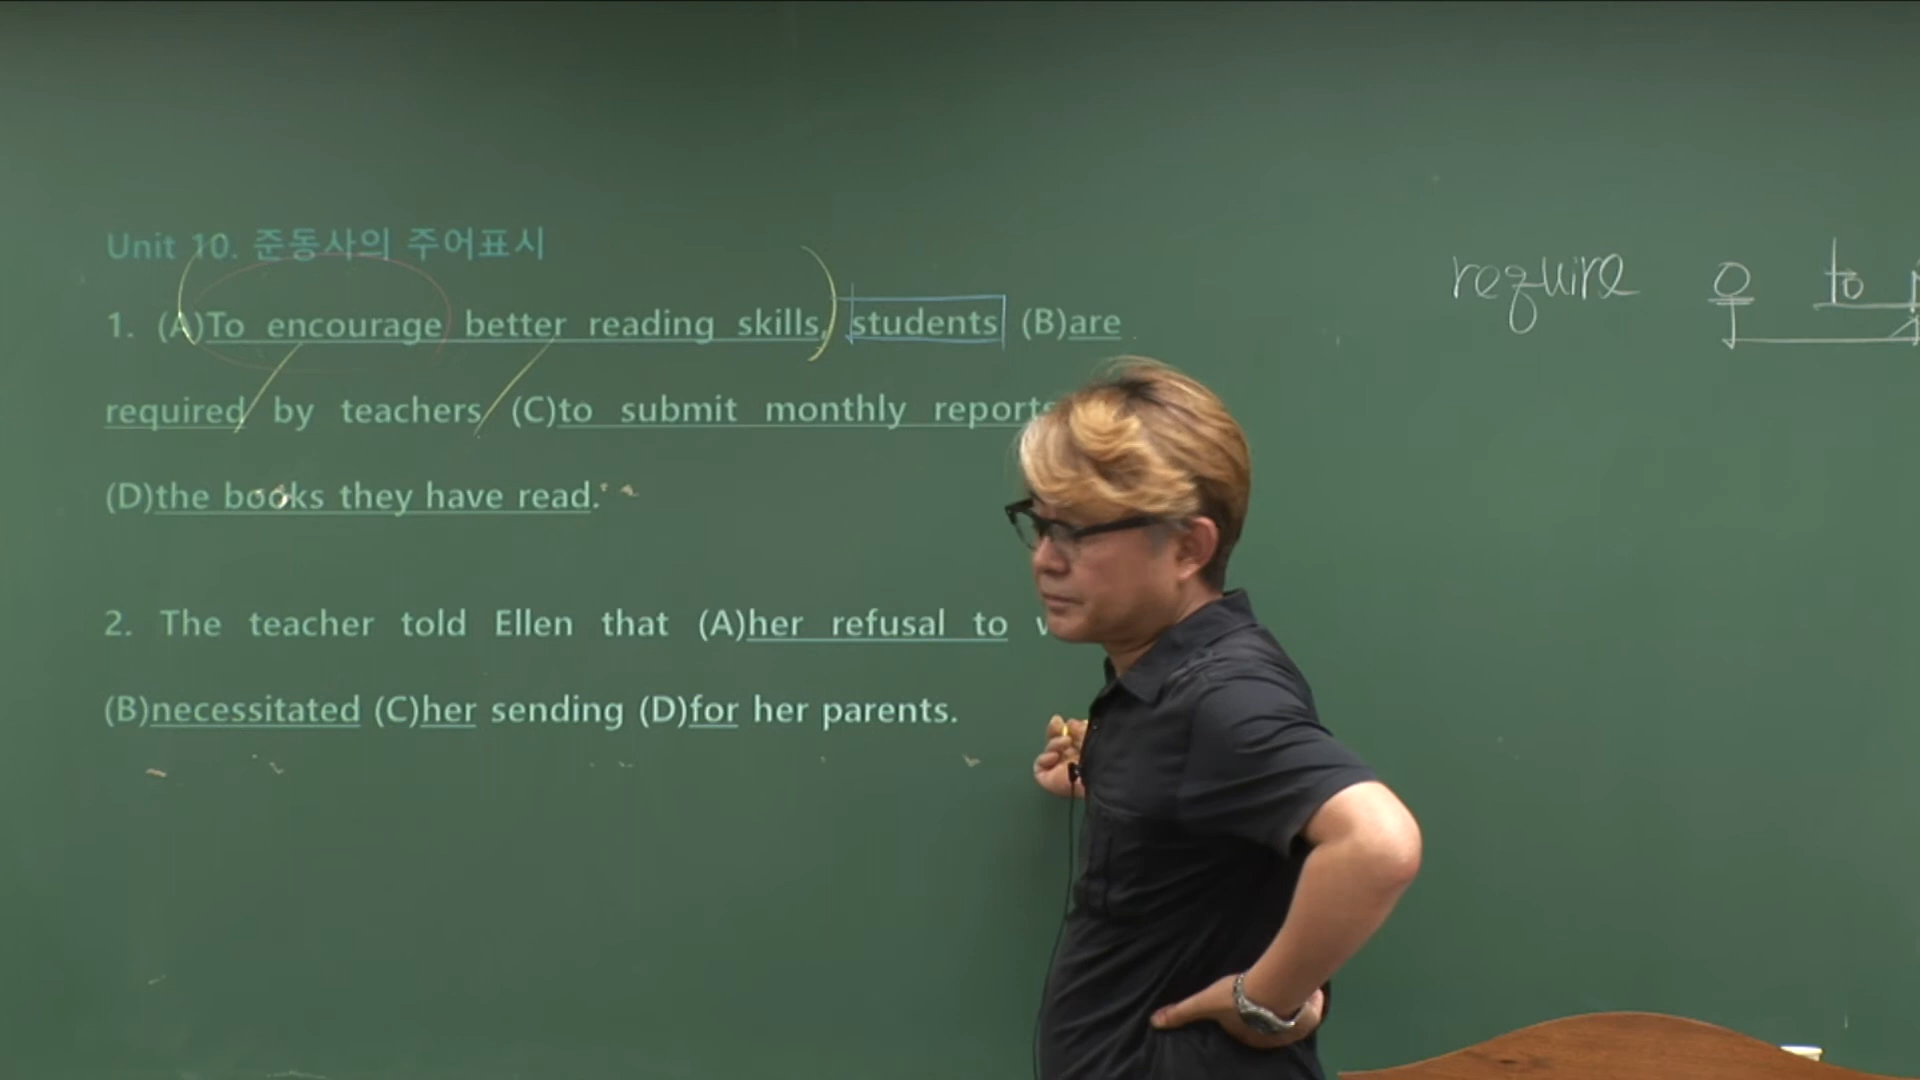 Unit 10. 준동사의 주어표시
1. (A)To encourage better reading skills, students (B)are
required by teachers (C)to submit monthly reports
(D)the books they have read.
2. The teacher told Ellen that (A)her refusal to
(B)necessitated (C)her sending (D)for her parents.
require O to